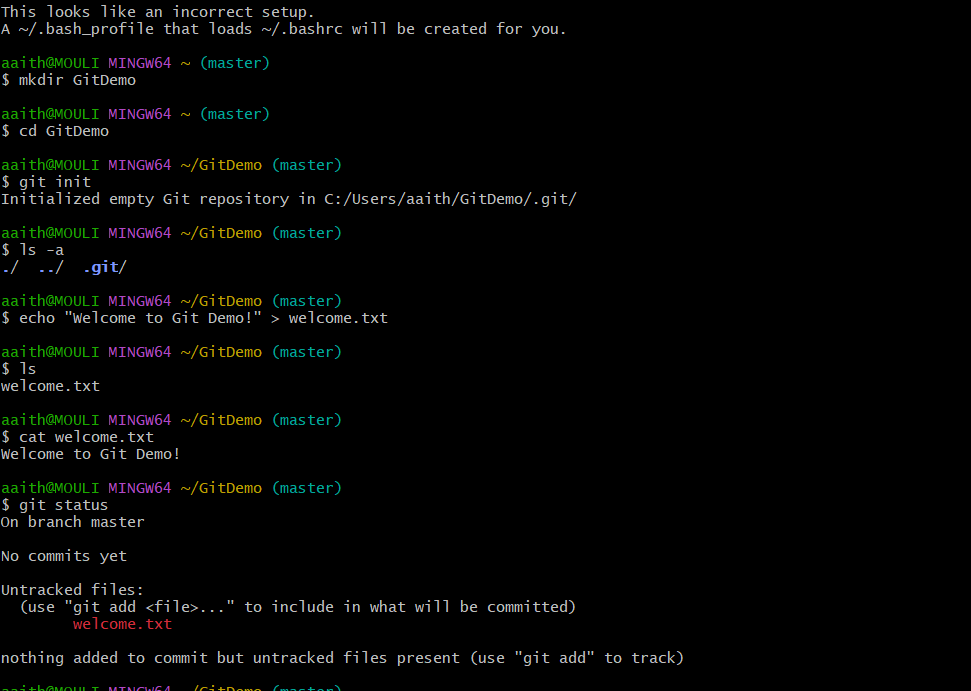 This looks like an incorrect setup.
A ~/.bash_profile that loads ~/.bashrc will be created for you.
aaith@MOULI MINGW64 ~ (master)
$ mkdir GitDemo
aaith@MOULI MINGW64 ~ (master)
$ cd GitDemo
aaith@MOULI MINGW64 ~/GitDemo (master)
$ git init
Initialized empty Git repository in C:/Users/aaith/GitDemo/.git/
aaith@MOULI MINGW64 ~/GitDemo (master)
$ ls -a
./  ../  .git/
aaith@MOULI MINGW64 ~/GitDemo (master)
$ echo "Welcome to Git Demo!" > welcome.txt
aaith@MOULI MINGW64 ~/GitDemo (master)
$ ls
welcome.txt
aaith@MOULI MINGW64 ~/GitDemo (master)
$ cat welcome.txt
Welcome to Git Demo!
aaith@MOULI MINGW64 ~/GitDemo (master)
$ git status
On branch master
No commits yet
Untracked files:
  (use "git add <file>..." to include in what will be committed)
        welcome.txt
nothing added to commit but untracked files present (use "git add" to track)
aaith@MOULI MINGW64 ~/GitDemo (master)